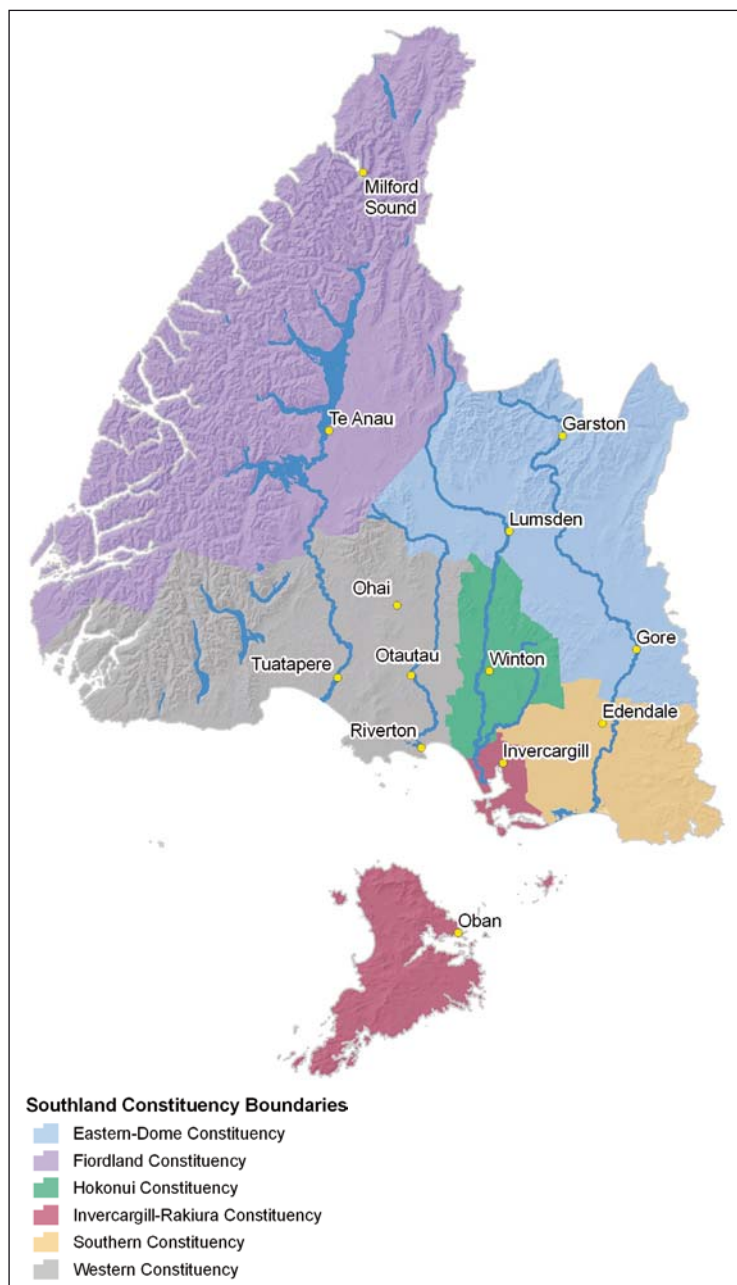 Milford
Sound
Te Anau
Garston
Lumsden
Ohai
Gore
Tuatapere
Otautau
Winton
Edendale
Riverton
Invercargill
Oban
Southland Constituency Boundaries
Eastern-Dome Constituency
Fiordland Constituency
Hokonui Constituency
Invercargill-Rakiura Constituency
Southern Constituency
Western Constituency